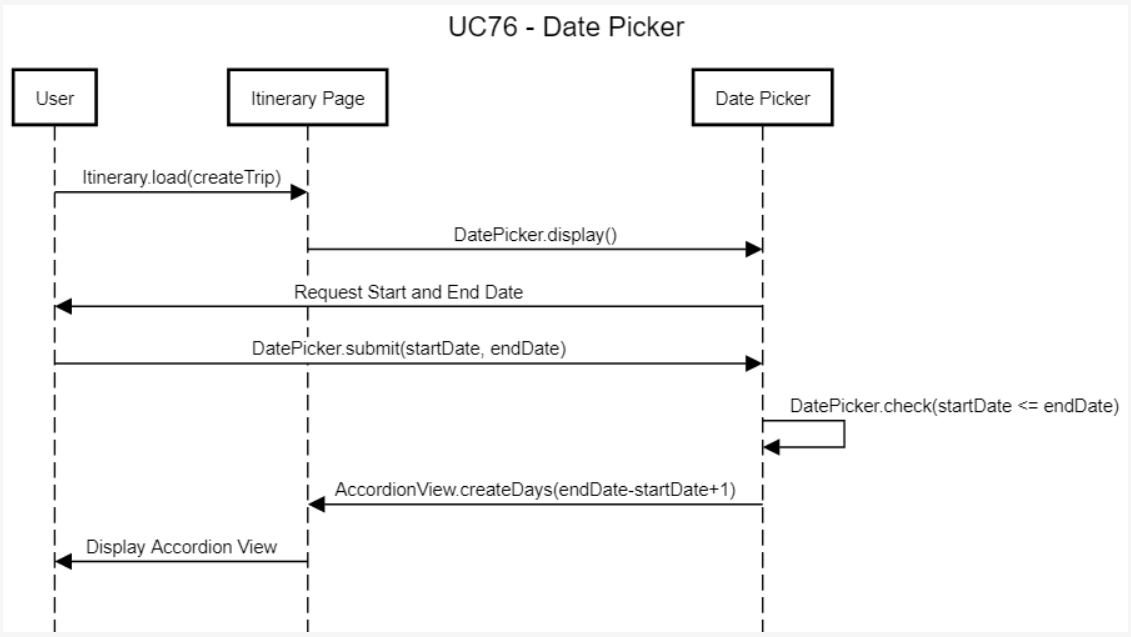 UC76 - Date Picker
User
Itinerary Page
Date Picker
Itinerary.load(createTrip)
DatePicker.display()
Request Start and End Date
DatePicker.submit(startDate, endDate)
DatePicker.check(startDate <= endDate)
AccordionView.createDays(endDate-startDate+1)
Display Accordion View